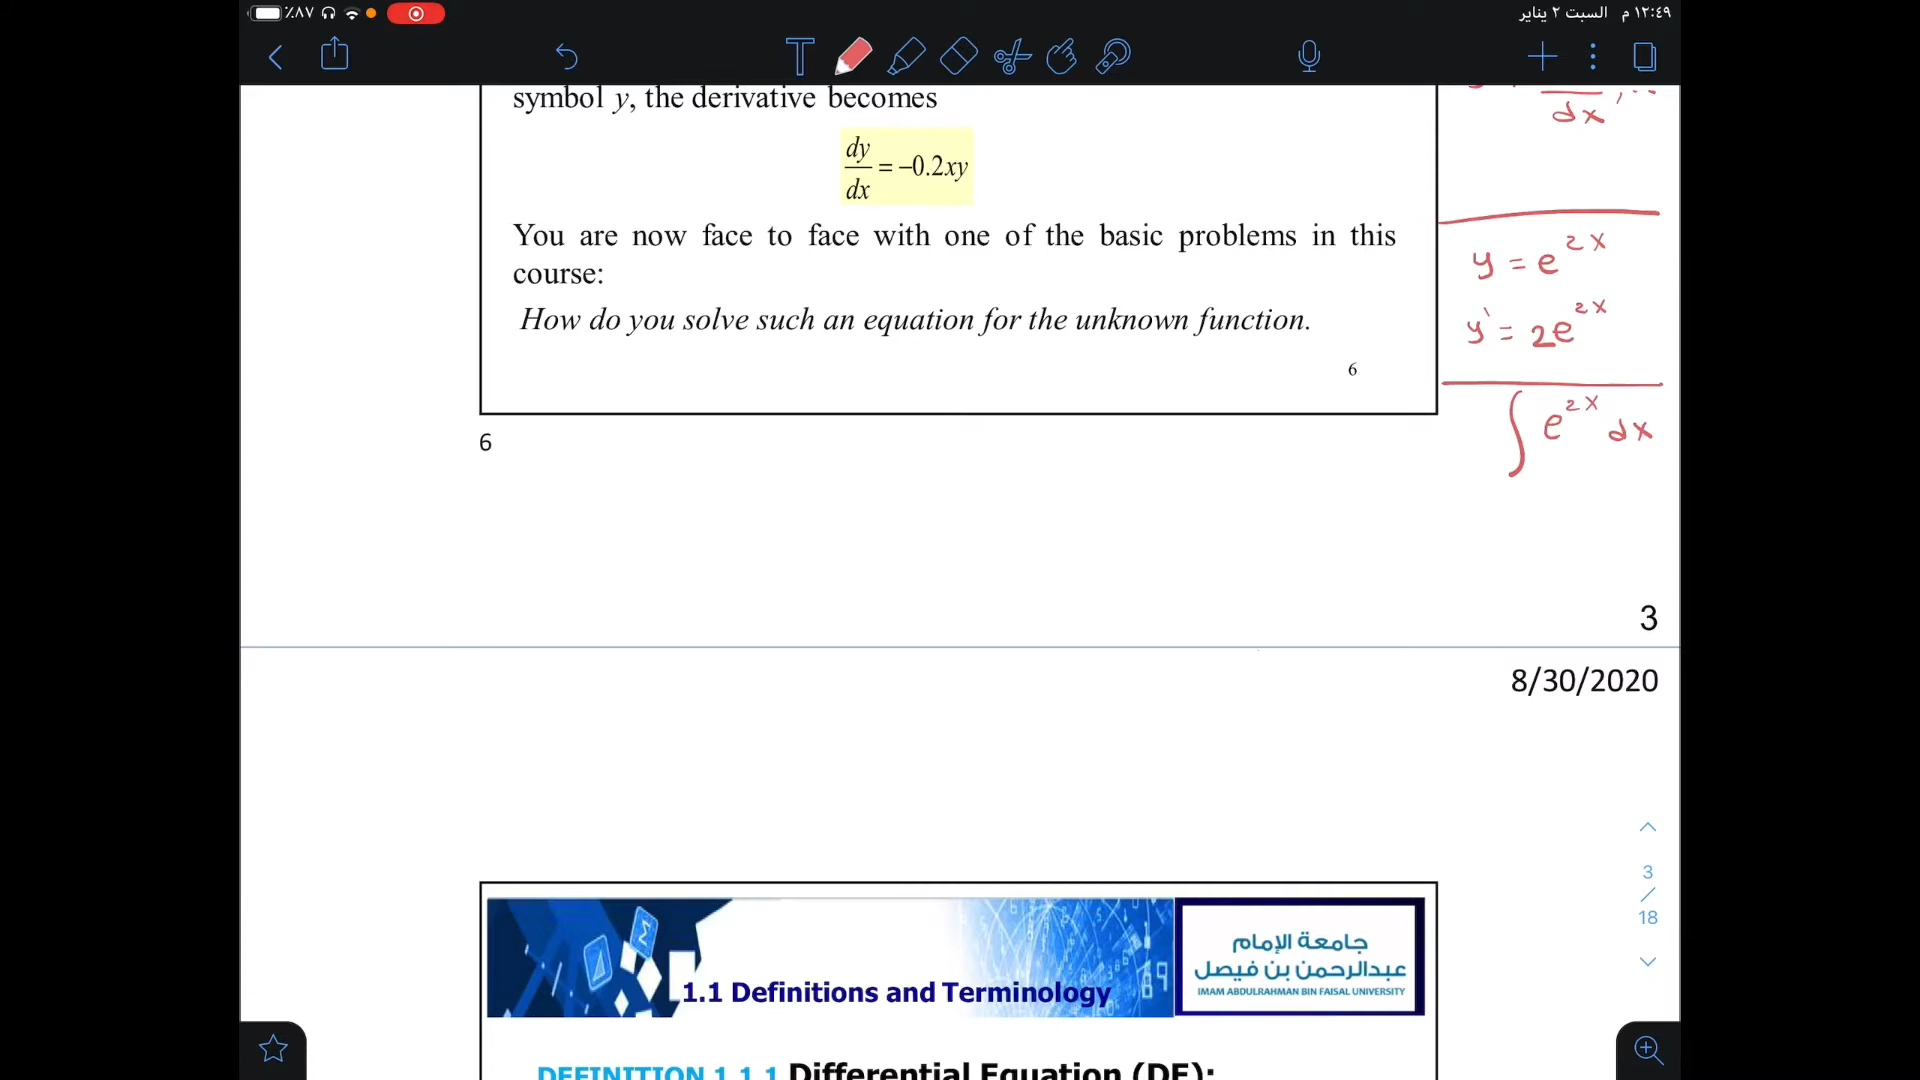 ٪٨٧
١٢:٤٩ م السبت ٢ يناير
symbol y, the derivative becomes
dy
dx
= −0.2xy
You are now face to face with one of the basic problems in this
course:
How do you solve such an equation for the unknown function.
6
6
dx
y = e^2x
y' = 2e^2x
∫ e^2x dx
3
8/30/2020
3
/
18
جامعة الإمام
عبدالرحمن بن فيصل
IMAM ABDULRAHMAN BIN FAISAL UNIVERSITY
1.1 Definitions and Terminology
DEFINITION 1.1.1 Differential Equation (DE):